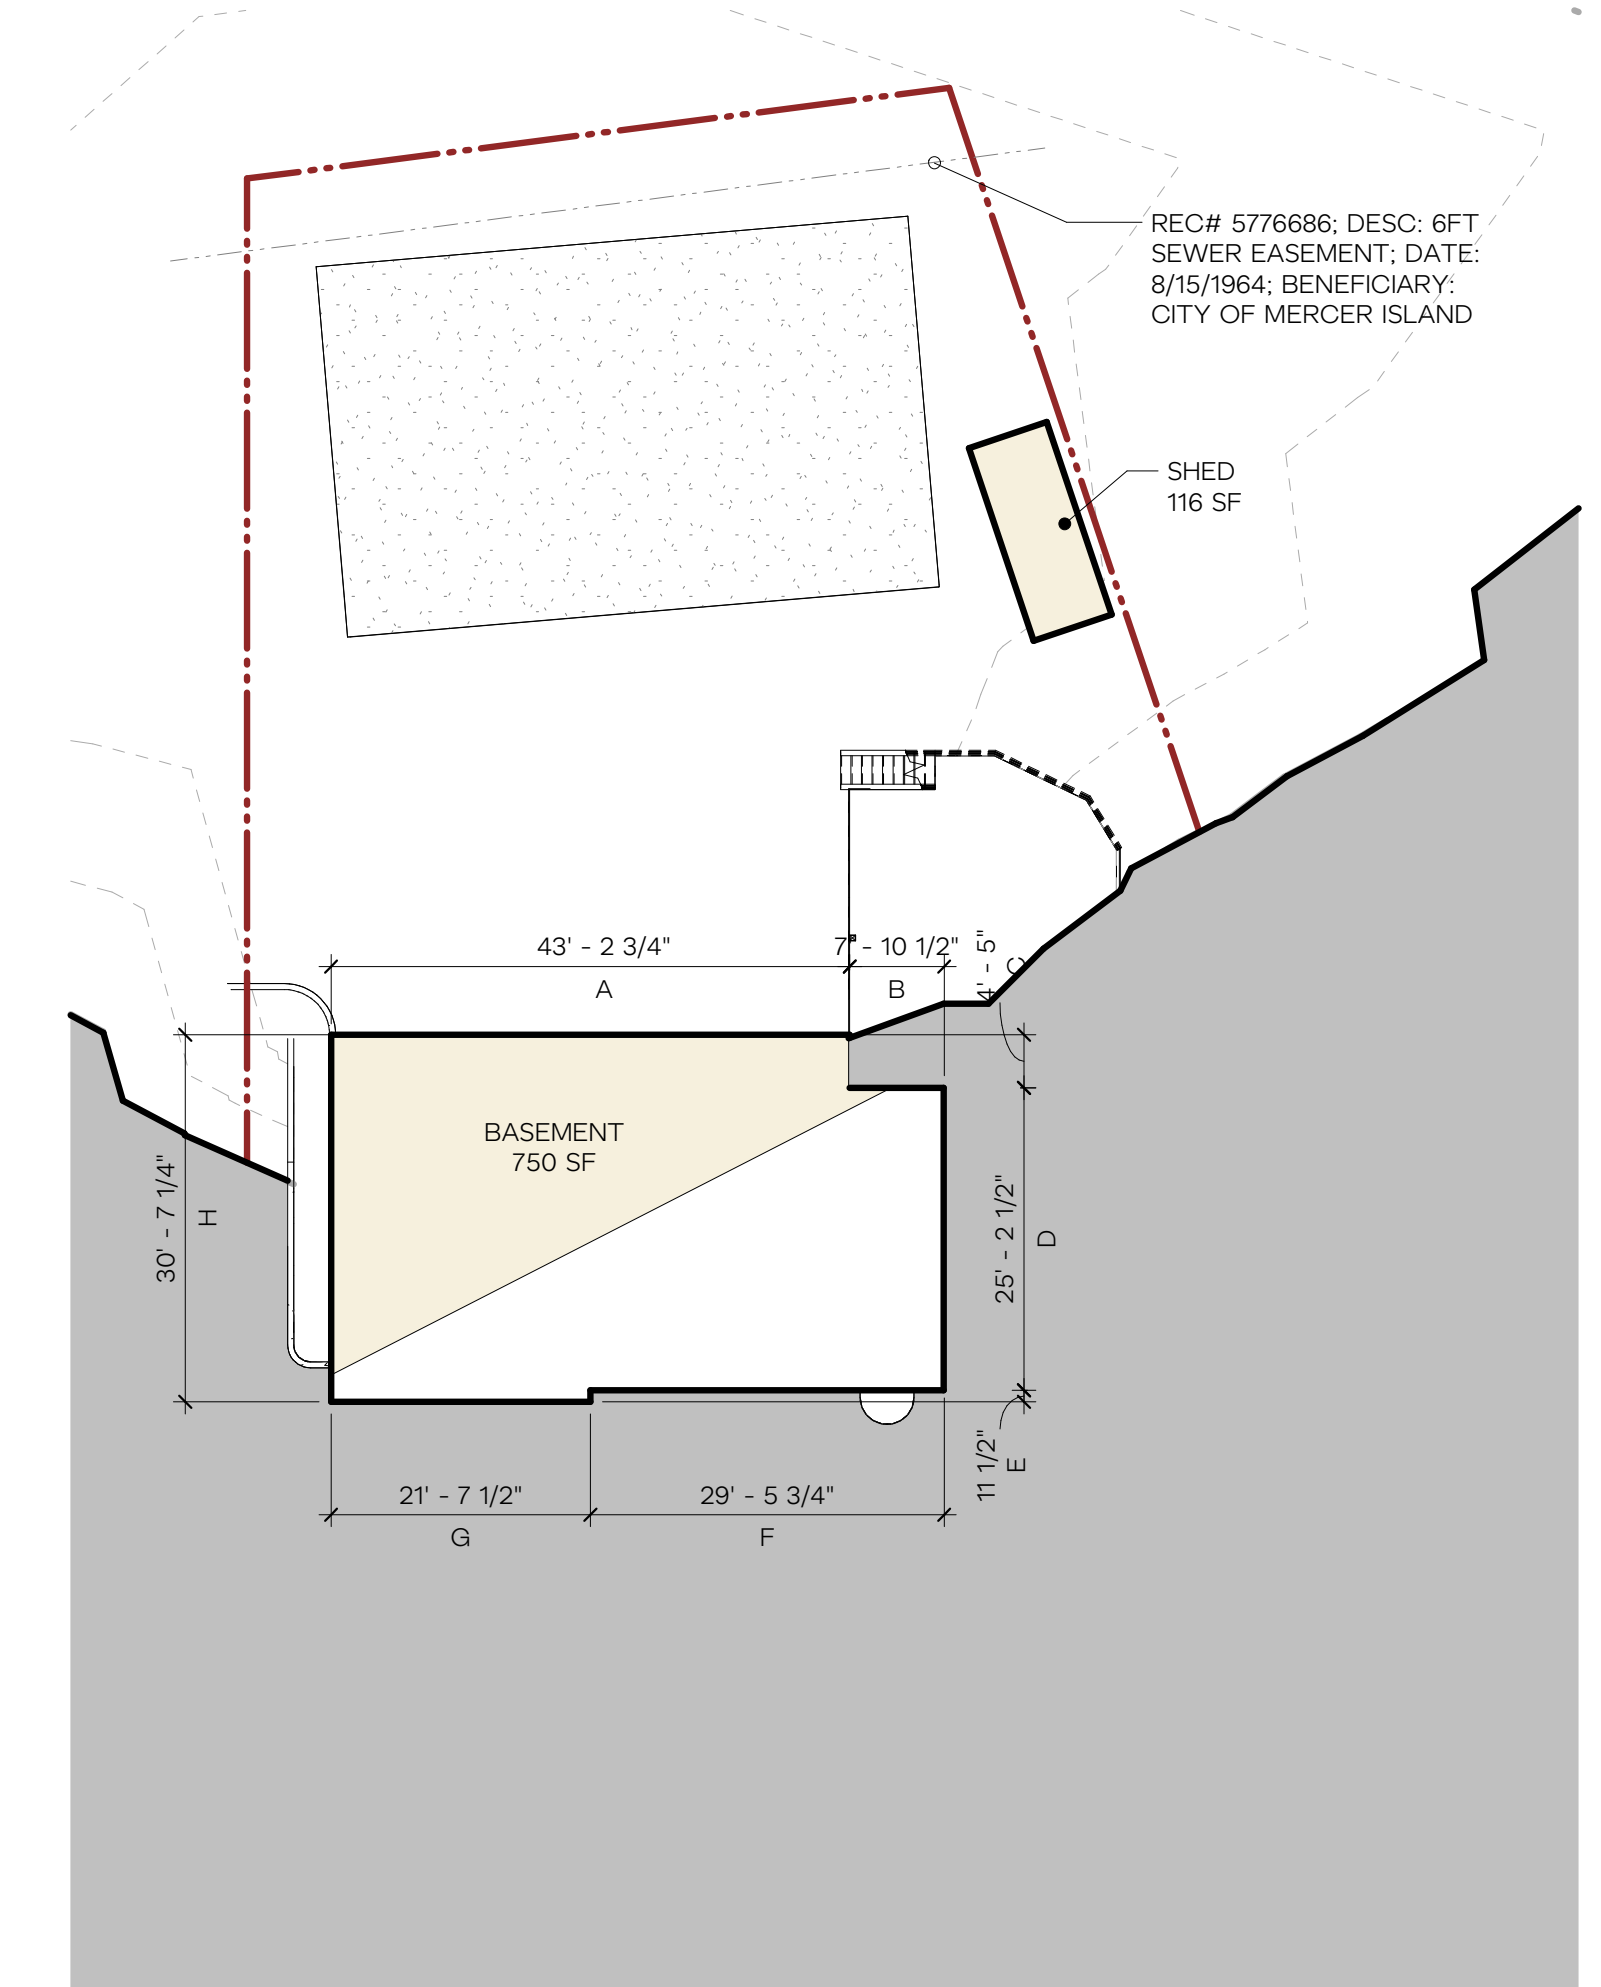 REC# 5776686; DESC: 6FT
SEWER EASEMENT; DATE:
8/15/1964; BENEFICIARY:
CITY OF MERCER ISLAND
SHED
116 SF
43' - 2 3/4"
A
7' - 10 1/2"
B
4' - 5"
C
BASEMENT
750 SF
30' - 7 1/4"
H
25' - 2 1/2"
D
11 1/2"
E
21' - 7 1/2"
G
29' - 5 3/4"
F